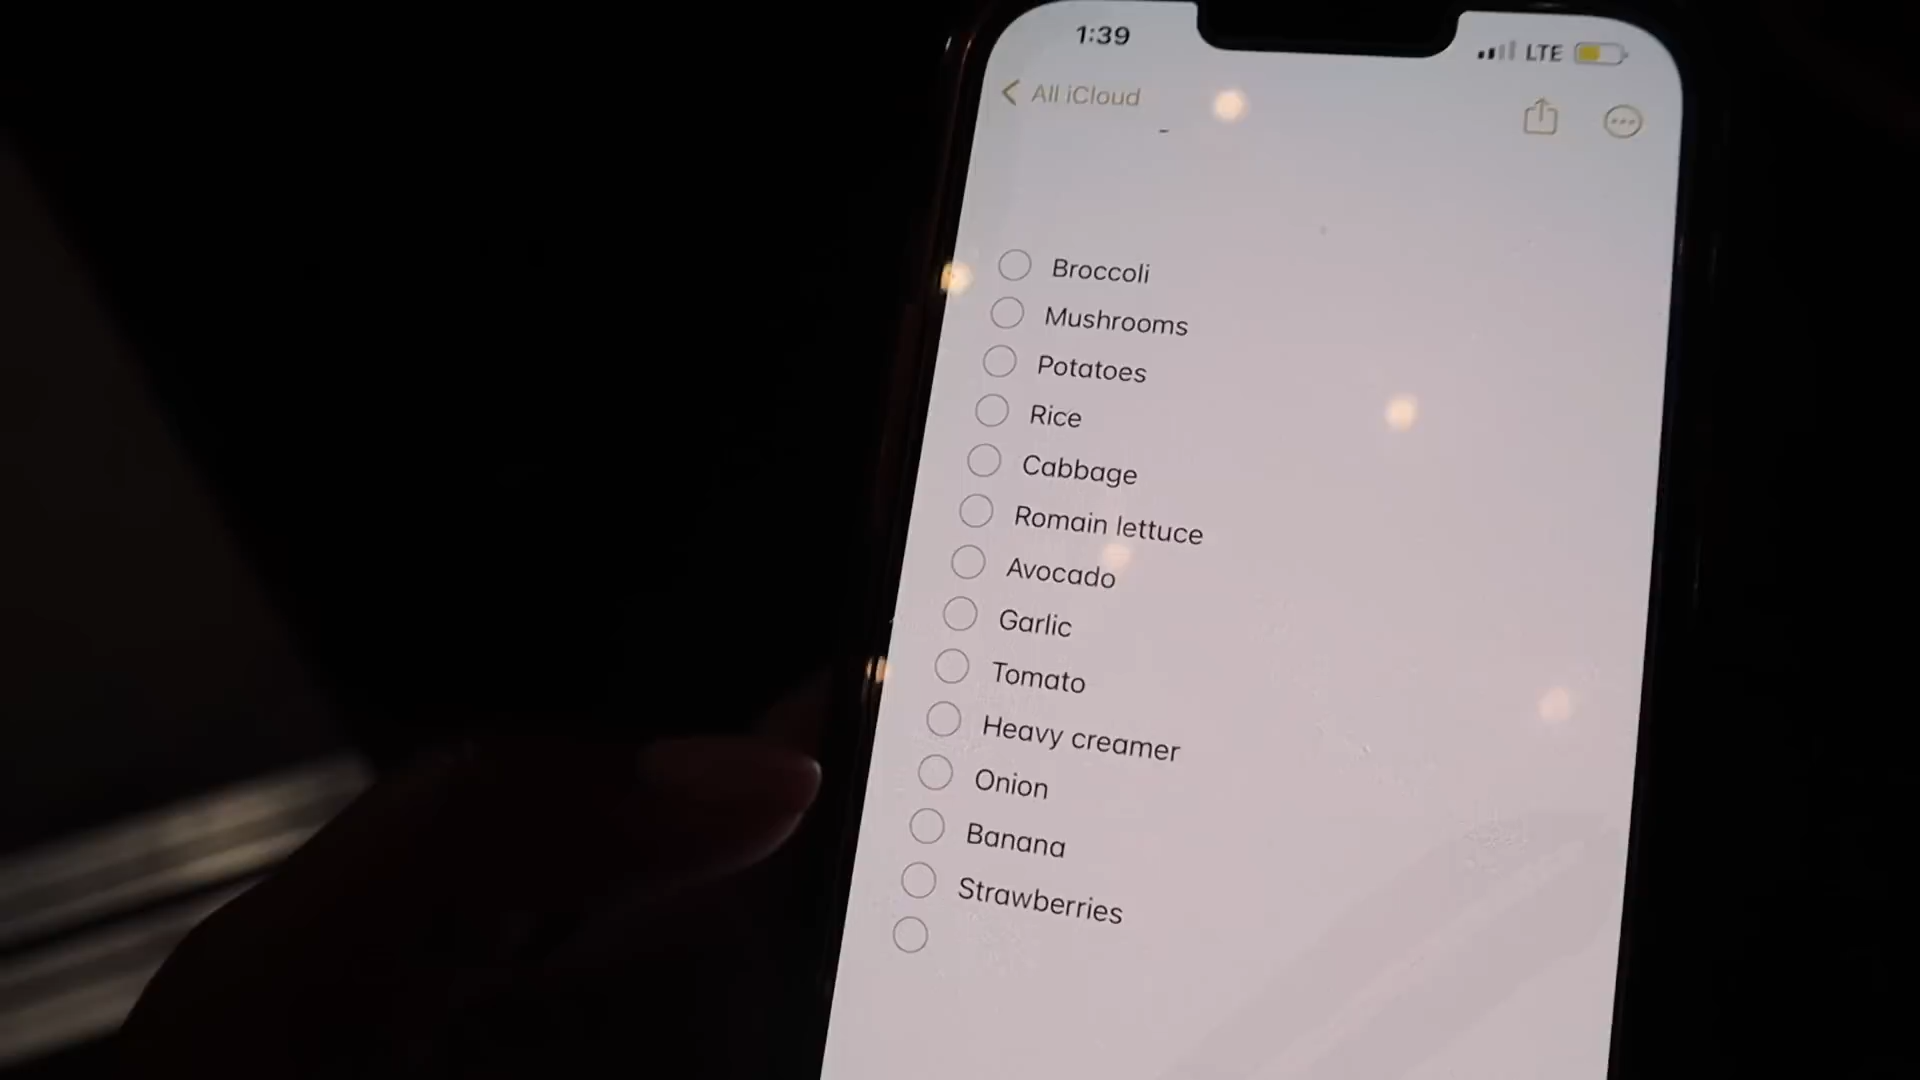 1:39
LTE
All iCloud
Broccoli
Mushrooms
Potatoes
Rice
Cabbage
Romain lettuce
Avocado
Garlic
Tomato
Heavy creamer
Onion
Banana
Strawberries